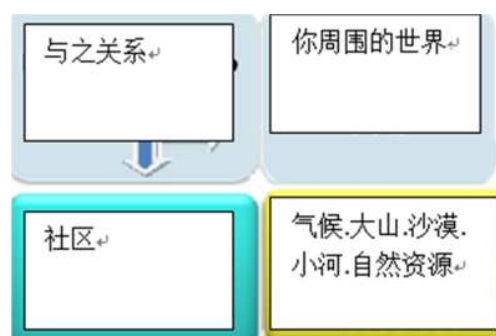 与之关系
你周围的世界
社区
气候.大山.沙漠.
小河.自然资源